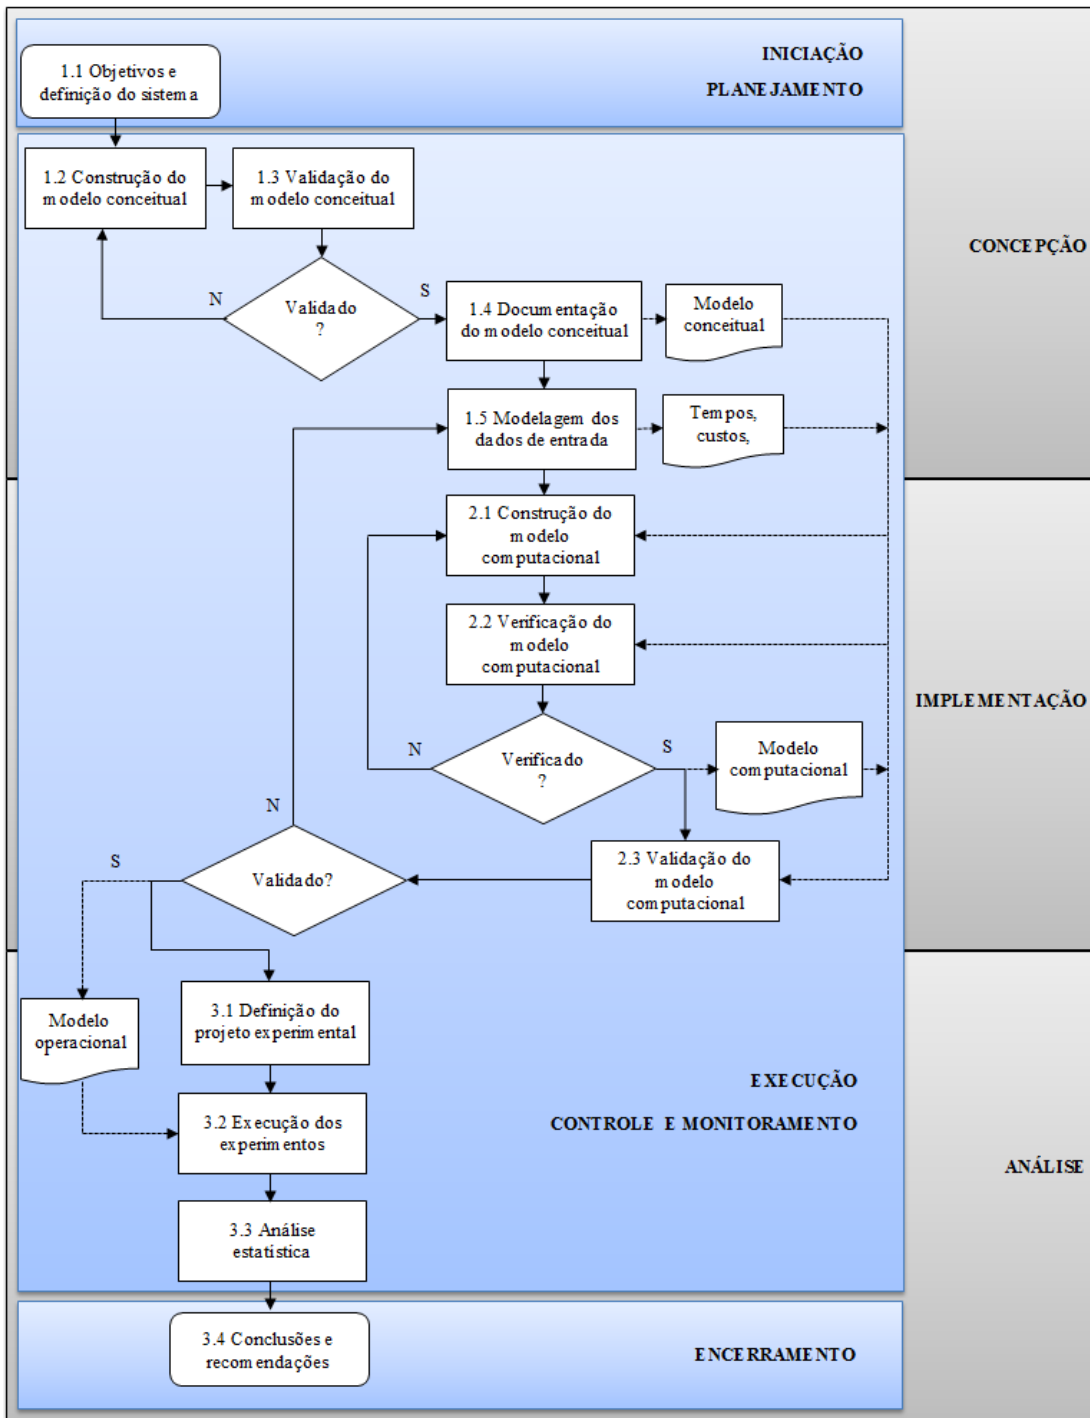 INICIAÇÃO
PLANEJAMENTO
1.1 Objetivos e
definição do sistema
1.2 Construção do
modelo conceitual
1.3 Validação do
modelo conceitual
CONCEPÇÃO
N
Validado
?
S
1.4 Documentação
do modelo conceitual
Modelo
conceitual
1.5 Modelagem dos
dados de entrada
Tempos,
custos,
2.1 Construção do
modelo
computacional
2.2 Verificação do
modelo
computacional
IMPLEMENTAÇÃO
N
Verificado
?
S
Modelo
computacional
N
S
Validado?
2.3 Validação do
modelo
computacional
Modelo
operacional
3.1 Definição do
projeto experimental
EXECUÇÃO
CONTROLE E MONITORAMENTO
3.2 Execução dos
experimentos
ANÁLISE
3.3 Análise
estatística
3.4 Conclusões e
recomendações
ENCERRAMENTO